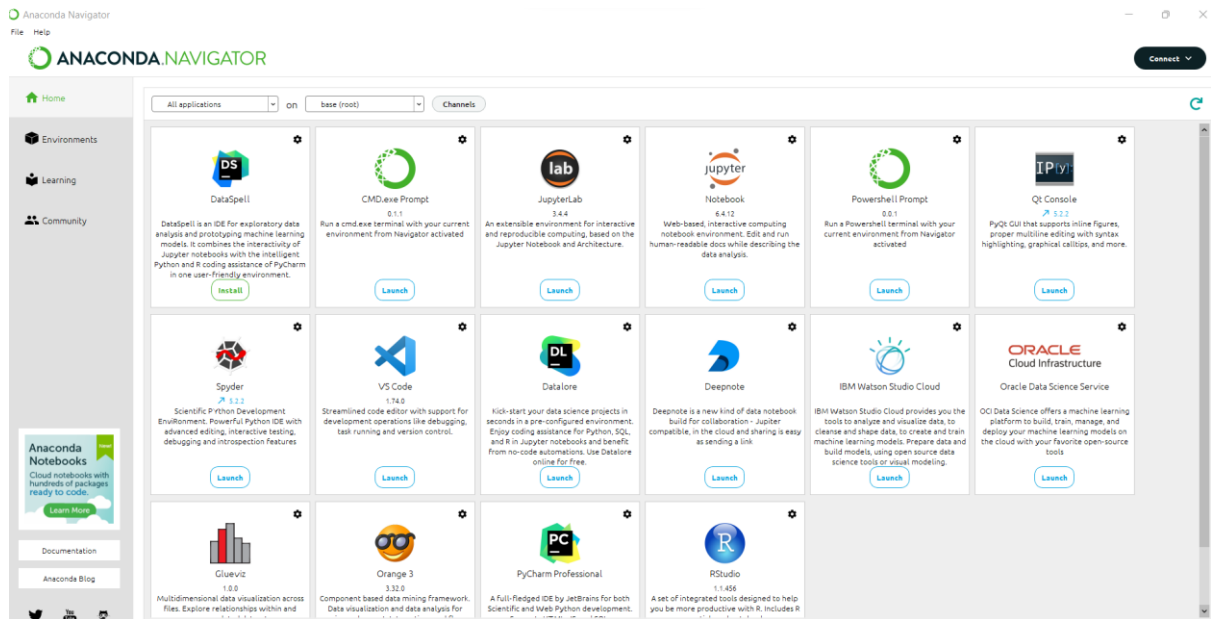 Anaconda Navigator
File Help
ANACONDA.NAVIGATOR
Connect
Home
Environments
Learning
Community
All applications on base (root) Channels
DS
DataSpell
DataSpell is an IDE for exploratory data
analysis and prototyping machine learning
models. It combines the interactivity of
Jupyter notebooks with the intelligent
Python and R coding assistance of PyCharm
in one user-friendly environment.
Install
CMD.exe Prompt
0.1.1
Run a cmd.exe terminal with your current
environment from Navigator activated
Launch
lab
JupyterLab
3.4.4
An extensible environment for interactive
and reproducible computing, based on the
Jupyter Notebook and Architecture.
Launch
jupyter
Notebook
6.4.12
Web-based, interactive computing
notebook environment. Edit and run
human-readable docs while describing the
data analysis.
Launch
Powershell Prompt
0.0.1
Run a Powershell terminal with your
current environment from Navigator
activated
Launch
IP[y]:
Qt Console
5.2.2
PyQt GUI that supports inline figures,
proper multiline editing with syntax
highlighting, graphical calltips, and more.
Launch
Spyder
5.2.2
Scientific PYthon Development
EnviRonment. Powerful Python IDE with
advanced editing, interactive testing,
debugging and introspection features
Launch
VS Code
1.74.0
Streamlined code editor with support for
development operations like debugging,
task running and version control.
Launch
DL
Datalore
Kick-start your data science projects in
seconds in a pre-configured environment.
Enjoy coding assistance for Python, SQL,
and R in Jupyter notebooks and benefit
from no-code automations. Use Datalore
online for free.
Launch
Deepnote
Deepnote is a new kind of data notebook
build for collaboration - Jupiter
compatible, in the cloud and sharing is easy
as sending a link
Launch
IBM Watson Studio Cloud
IBM Watson Studio Cloud provides you the
tools to analyze and visualize data, to
cleanse and shape data, to create and train
machine learning models. Prepare data and
build models, using open source data
science tools or visual modeling.
Launch
ORACLE
Cloud Infrastructure
Oracle Data Science Service
OCI Data Science offers a machine learning
platform to build, train, manage, and
deploy your machine learning models on
the cloud with your favorite open-source
tools
Launch
Glueviz
1.0.0
Multidimensional data visualization across
files. Explore relationships within and
Orange 3
3.32.0
Component based data mining framework.
Data visualization and data analysis for
PC
PyCharm Professional
A full-fledged IDE by JetBrains for both
Scientific and Web Python development.
R
RStudio
1.1.456
A set of integrated tools designed to help
you be more productive with R. Includes R
Anaconda
Notebooks
Cloud notebooks with
hundreds of packages
ready to code.
Learn More
Documentation
Anaconda Blog
You